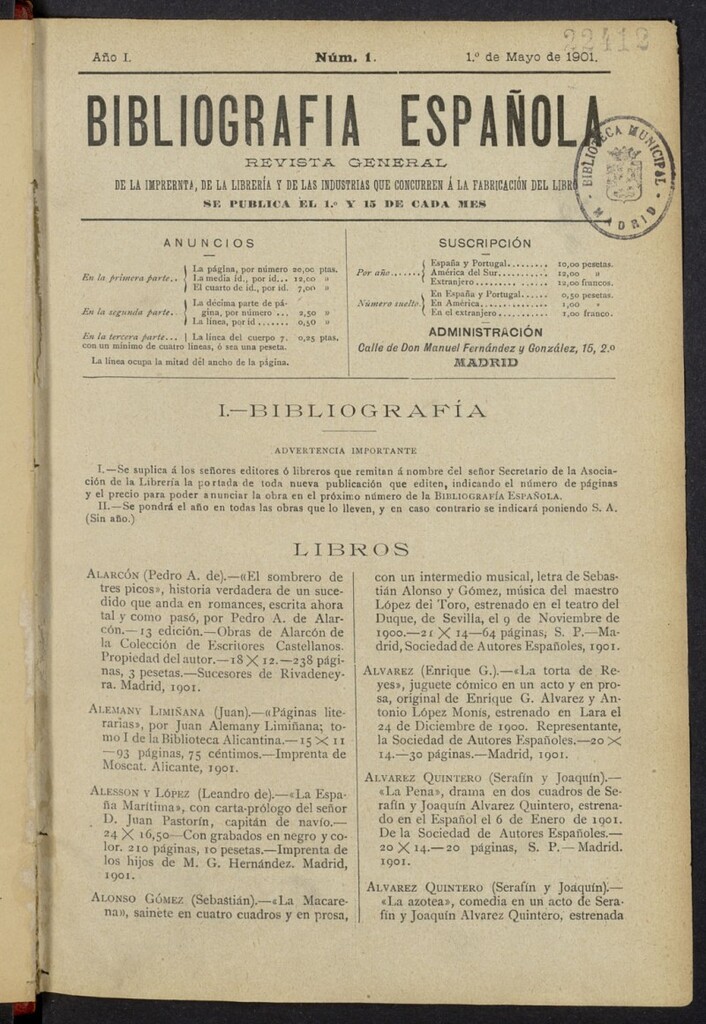 22412
Año I.
Núm. 1.
1.º de Mayo de 1901.
BIBLIOGRAFIA ESPAÑOLA
REVISTA GENERAL
DE LA IMPRERNTA, DE LA LIBRERÍA Y DE LAS INDUSTRIAS QUE CONCURREN Á LA FABRICACIÓN DEL LIBRO
SE PUBLICA EL 1.º Y 15 DE CADA MES
BIBLIOTECA MUNICIPAL
MADRID
ANUNCIOS
En la primera parte.. La página, por número 20,00 ptas.
La media íd., por íd... 12,00 »
El cuarto de íd., por íd. 7,00 »
En la segunda parte.. La décima parte de pá-
gina, por número ... 2,50 »
La línea, por íd ....... 0,50 »
En la tercera parte... La línea del cuerpo 7. 0,25 ptas.
con un mínimo de cuatro líneas, ó sea una peseta.
La línea ocupa la mitad del ancho de la página.
SUSCRIPCIÓN
Por año...... España y Portugal........ 10,00 pesetas.
América del Sur.......... 12,00 »
Extranjero................ 12,00 francos.
Número suelto. En España y Portugal..... 0,50 pesetas.
En América............... 1,00 »
En el extranjero.......... 1,00 franco.
ADMINISTRACIÓN
Calle de Don Manuel Fernández y González, 15, 2.º
MADRID
I.—BIBLIOGRAFÍA
ADVERTENCIA IMPORTANTE
I.—Se suplica á los señores editores ó libreros que remitan á nombre del señor Secretario de la Asocia-
ción de la Librería la portada de toda nueva publicación que editen, indicando el número de páginas
y el precio para poder anunciar la obra en el próximo número de la BIBLIOGRAFÍA ESPAÑOLA.
II.—Se pondrá el año en todas las obras que lo lleven, y en caso contrario se indicará poniendo S. A.
(Sin año.)
LIBROS
ALARCÓN (Pedro A. de).—«El sombrero de
tres picos», historia verdadera de un suce-
dido que anda en romances, escrita ahora
tal y como pasó, por Pedro A. de Alar-
cón.—13 edición.—Obras de Alarcón de
la Colección de Escritores Castellanos.
Propiedad del autor.—18 × 12.—238 pági-
nas, 3 pesetas.—Sucesores de Rivadeney-
ra. Madrid, 1901.
ALEMANY LIMIÑANA (Juan).—«Páginas lite-
rarias», por Juan Alemany Limiñana; to-
mo I de la Biblioteca Alicantina.—15 × 11
—93 páginas, 75 céntimos.—Imprenta de
Moscat. Alicante, 1901.
ALESSON Y LÓPEZ (Leandro de).—«La Espa-
ña Marítima», con carta-prólogo del señor
D. Juan Pastorín, capitán de navío.—
24 × 16,50—Con grabados en negro y co-
lor. 210 páginas, 10 pesetas.—Imprenta de
los hijos de M. G. Hernández. Madrid,
1901.
ALONSO GÓMEZ (Sebastián).—«La Macare-
na», sainete en cuatro cuadros y en prosa,
con un intermedio musical, letra de Sebas-
tián Alonso y Gómez, música del maestro
López del Toro, estrenado en el teatro del
Duque, de Sevilla, el 9 de Noviembre de
1900.—21 × 14—64 páginas, S. P.—Ma-
drid, Sociedad de Autores Españoles, 1901.
ALVAREZ (Enrique G.).—«La torta de Re-
yes», juguete cómico en un acto y en pro-
sa, original de Enrique G. Alvarez y An-
tonio López Monís, estrenado en Lara el
24 de Diciembre de 1900. Representante,
la Sociedad de Autores Españoles.—20 ×
14.—30 páginas.—Madrid, 1901.
ALVAREZ QUINTERO (Serafín y Joaquín).—
«La Pena», drama en dos cuadros de Se-
rafín y Joaquín Alvarez Quintero, estrena-
do en el Español el 6 de Enero de 1901.
De la Sociedad de Autores Españoles.—
20 × 14.—20 páginas, S. P.—Madrid.
1901.
ALVAREZ QUINTERO (Serafín y Joaquín).—
«La azotea», comedia en un acto de Sera-
fín y Joaquín Alvarez Quintero, estrenada